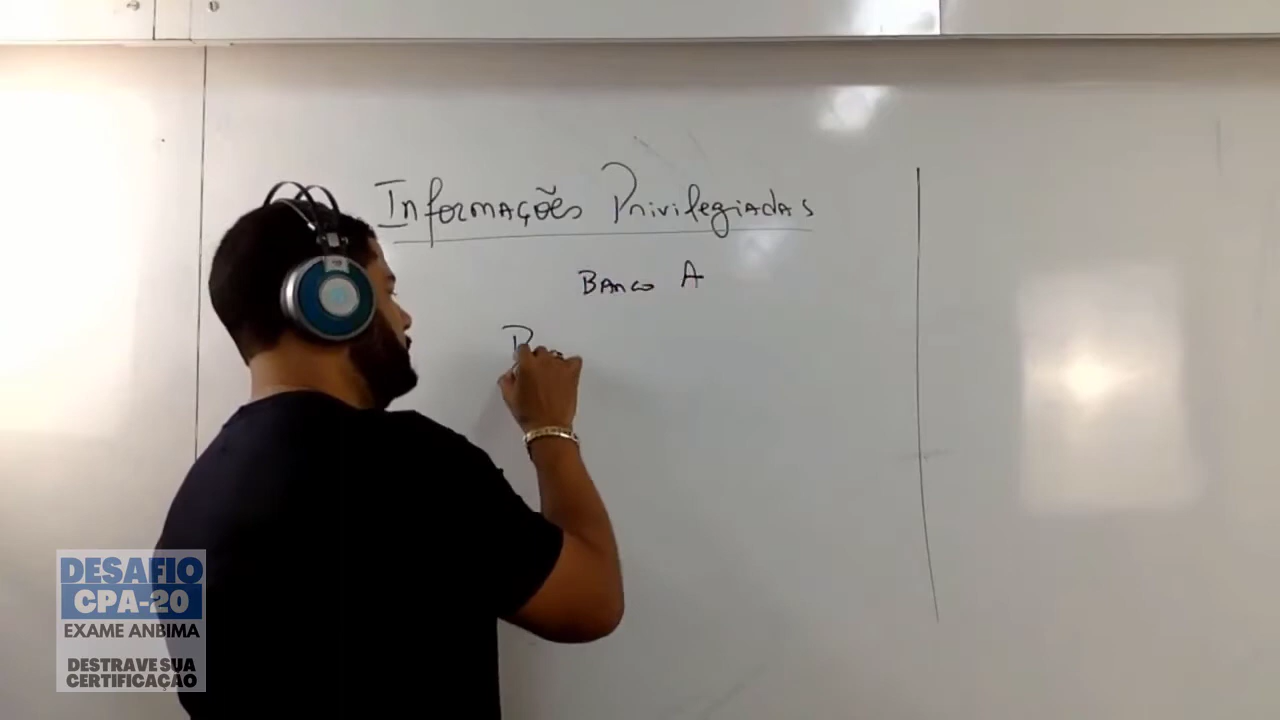 Informações Privilegiadas
Banco A
DESAFIO
CPA-20
EXAME ANBIMA
DESTRAVE SUA
CERTIFICAÇÃO